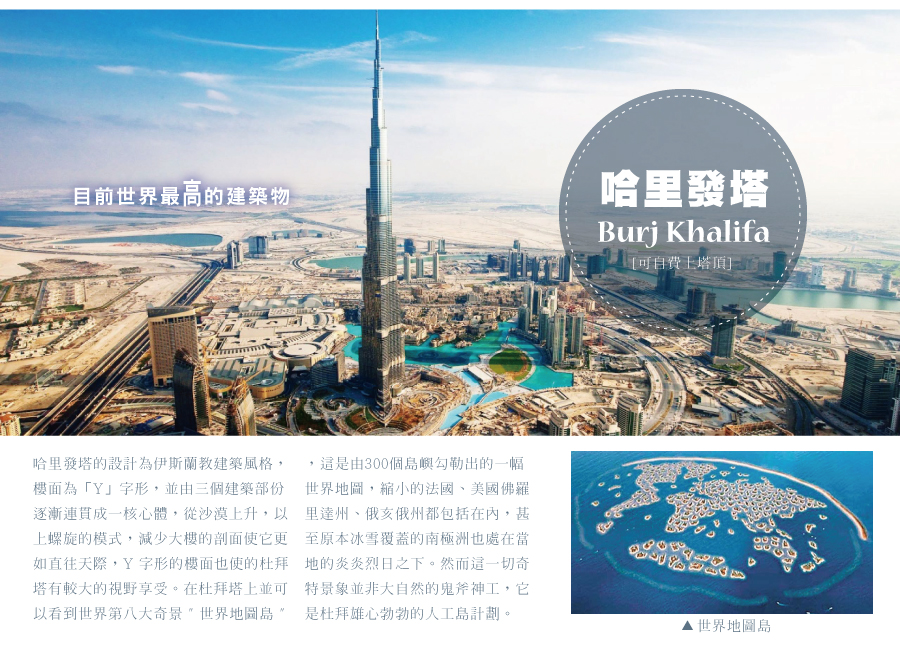 目前世界最高的建築物
哈里發塔
Burj Khalifa
[可自費上塔頂]
哈里發塔的設計為伊斯蘭教建築風格，
樓面為「Y」字形，並由三個建築部份
逐漸連貫成一核心體，從沙漠上升，以
上螺旋的模式，減少大樓的剖面使它更
如直往天際，Y 字形的樓面也使的杜拜
塔有較大的視野享受。在杜拜塔上並可
以看到世界第八大奇景 " 世界地圖島 "
，這是由300個島嶼勾勒出的一幅
世界地圖，縮小的法國、美國佛羅
里達州、俄亥俄州都包括在內，甚
至原本冰雪覆蓋的南極洲也處在當
地的炎炎烈日之下。然而這一切奇
特景象並非大自然的鬼斧神工，它
是杜拜雄心勃勃的人工島計劃。
▲世界地圖島